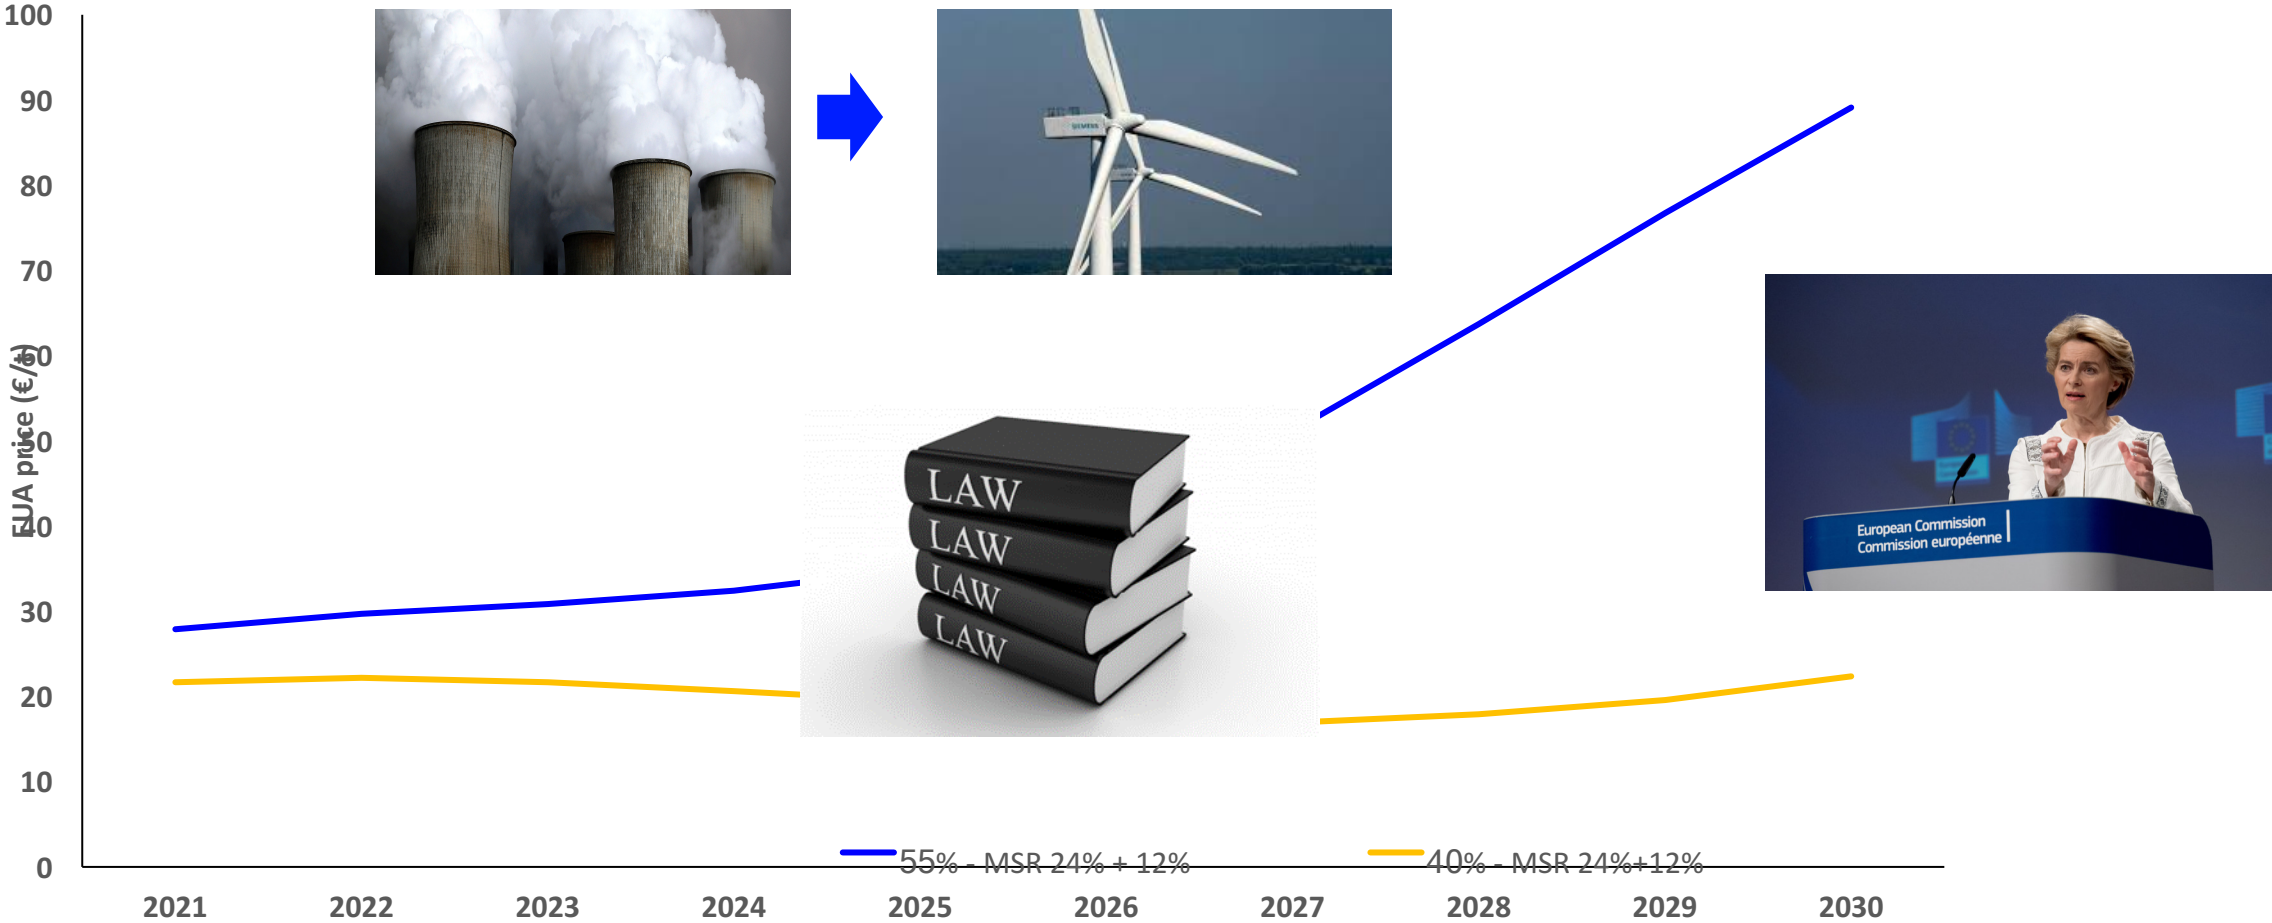 100
90
80
70
60
50
40
30
20
10
0
EUA price (€/t)
SIEMENS
LAW
LAW
LAW
LAW
European Commission
Commission européenne
55% - MSR 24% + 12%
40% - MSR 24%+12%
2021 2022 2023 2024 2025 2026 2027 2028 2029 2030